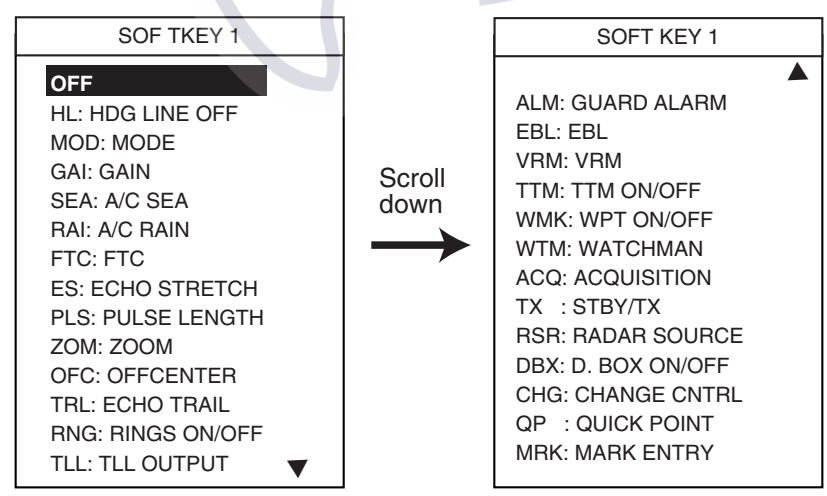 SOF TKEY 1
OFF
HL: HDG LINE OFF
MOD: MODE
GAI: GAIN
SEA: A/C SEA
RAI: A/C RAIN
FTC: FTC
ES: ECHO STRETCH
PLS: PULSE LENGTH
ZOM: ZOOM
OFC: OFFCENTER
TRL: ECHO TRAIL
RNG: RINGS ON/OFF
TLL: TLL OUTPUT
Scroll
down
SOFT KEY 1
ALM: GUARD ALARM
EBL: EBL
VRM: VRM
TTM: TTM ON/OFF
WMK: WPT ON/OFF
WTM: WATCHMAN
ACQ: ACQUISITION
TX : STBY/TX
RSR: RADAR SOURCE
DBX: D. BOX ON/OFF
CHG: CHANGE CNTRL
QP : QUICK POINT
MRK: MARK ENTRY